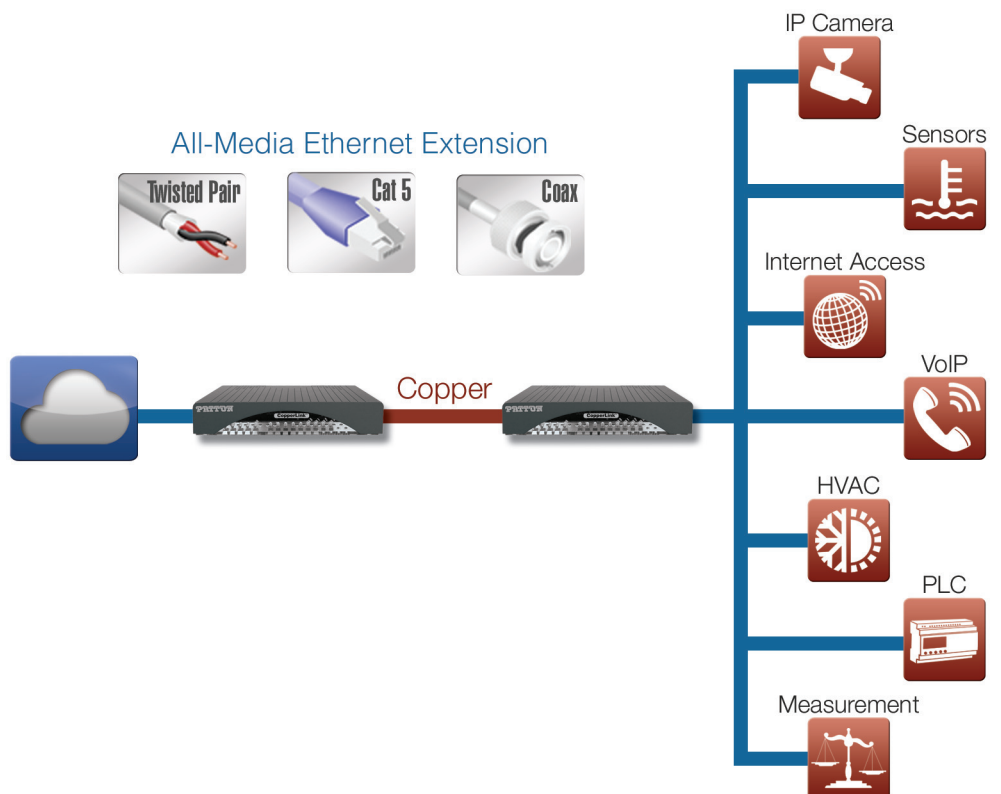 IP Camera
All-Media Ethernet Extension
Twisted Pair
Cat 5
Coax
Sensors
Internet Access
Copper
PATTON
CopperLink
PATTON
CopperLink
VoIP
HVAC
PLC
Measurement